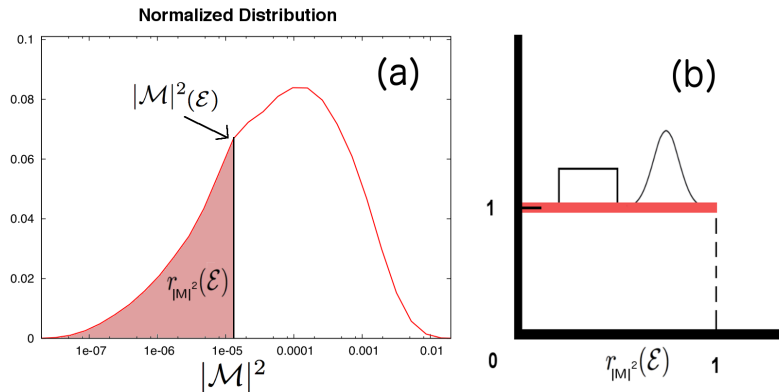 Normalized Distribution
(a)
|ℳ|²(ℰ)
0.1
0.08
0.06
0.04
0.02
0
r|M|²(ℰ)
1e-07 1e-06 1e-05 0.0001 0.001 0.01
|ℳ|²
(b)
1
0 r|M|²(ℰ) 1